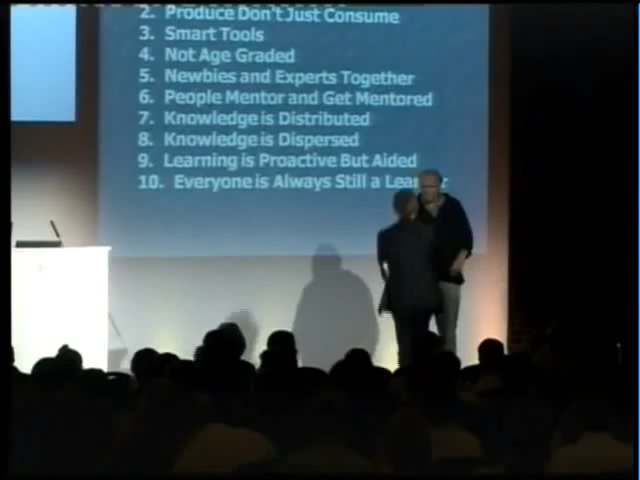 2. Produce Don't Just Consume
3. Smart Tools
4. Not Age Graded
5. Newbies and Experts Together
6. People Mentor and Get Mentored
7. Knowledge is Distributed
8. Knowledge is Dispersed
9. Learning is Proactive But Aided
10. Everyone is Always Still a